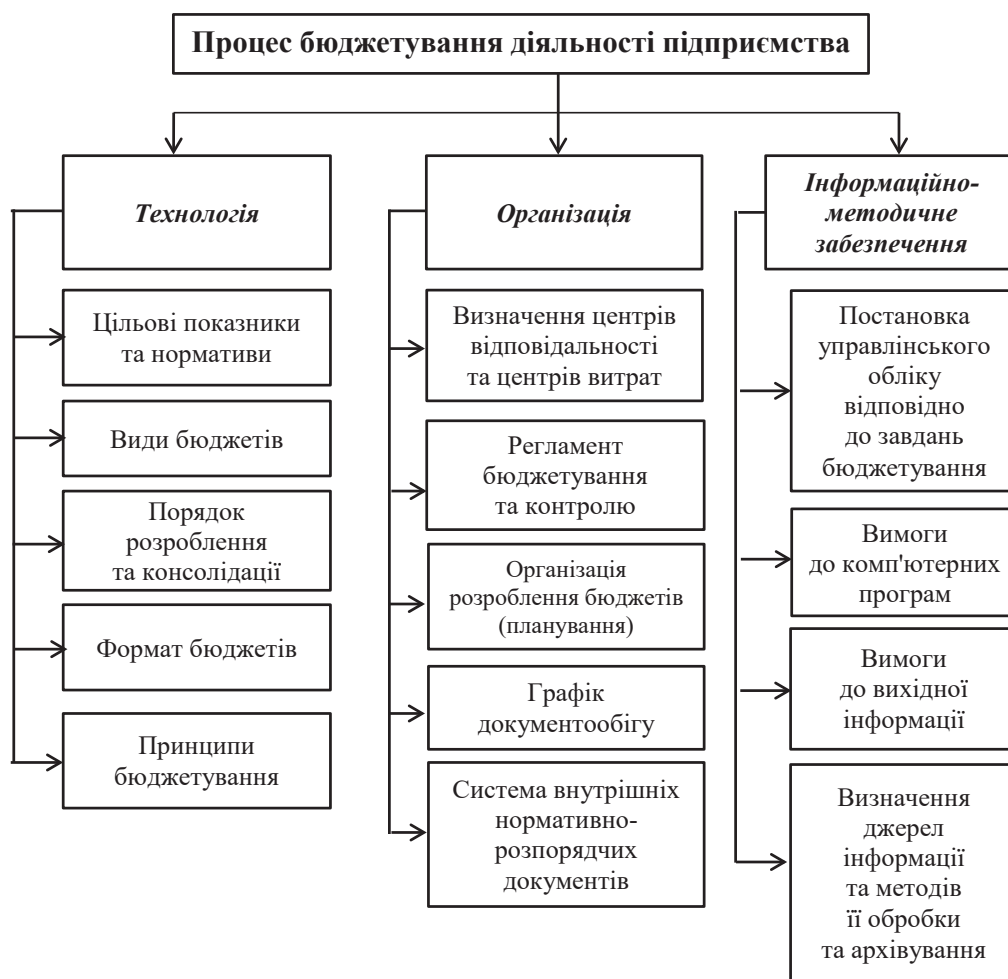 Процес бюджетування діяльності підприємства
Технологія
Цільові показники
та нормативи
Види бюджетів
Порядок
розроблення
та консолідації
Формат бюджетів
Принципи
бюджетування
Організація
Визначення центрів
відповідальності
та центрів витрат
Регламент
бюджетування
та контролю
Організація
розроблення бюджетів
(планування)
Графік
документообігу
Система внутрішніх
нормативно-
розпорядчих
документів
Інформаційно-
методичне
забезпечення
Постановка
управлінського
обліку
відповідно
до завдань
бюджетування
Вимоги
до комп'ютерних
програм
Вимоги
до вихідної
інформації
Визначення
джерел
інформації
та методів
її обробки
та архівування